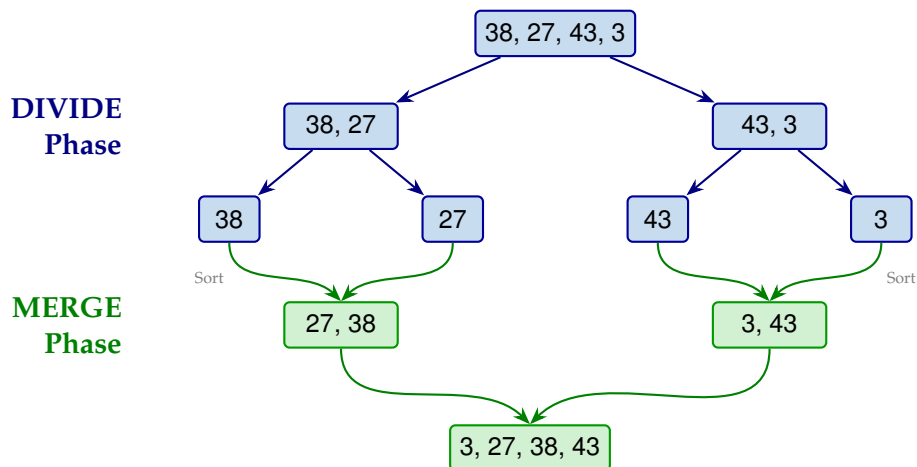 38, 27, 43, 3
DIVIDE
Phase
38, 27
43, 3
38
27
43
3
Sort
Sort
MERGE
Phase
27, 38
3, 43
3, 27, 38, 43